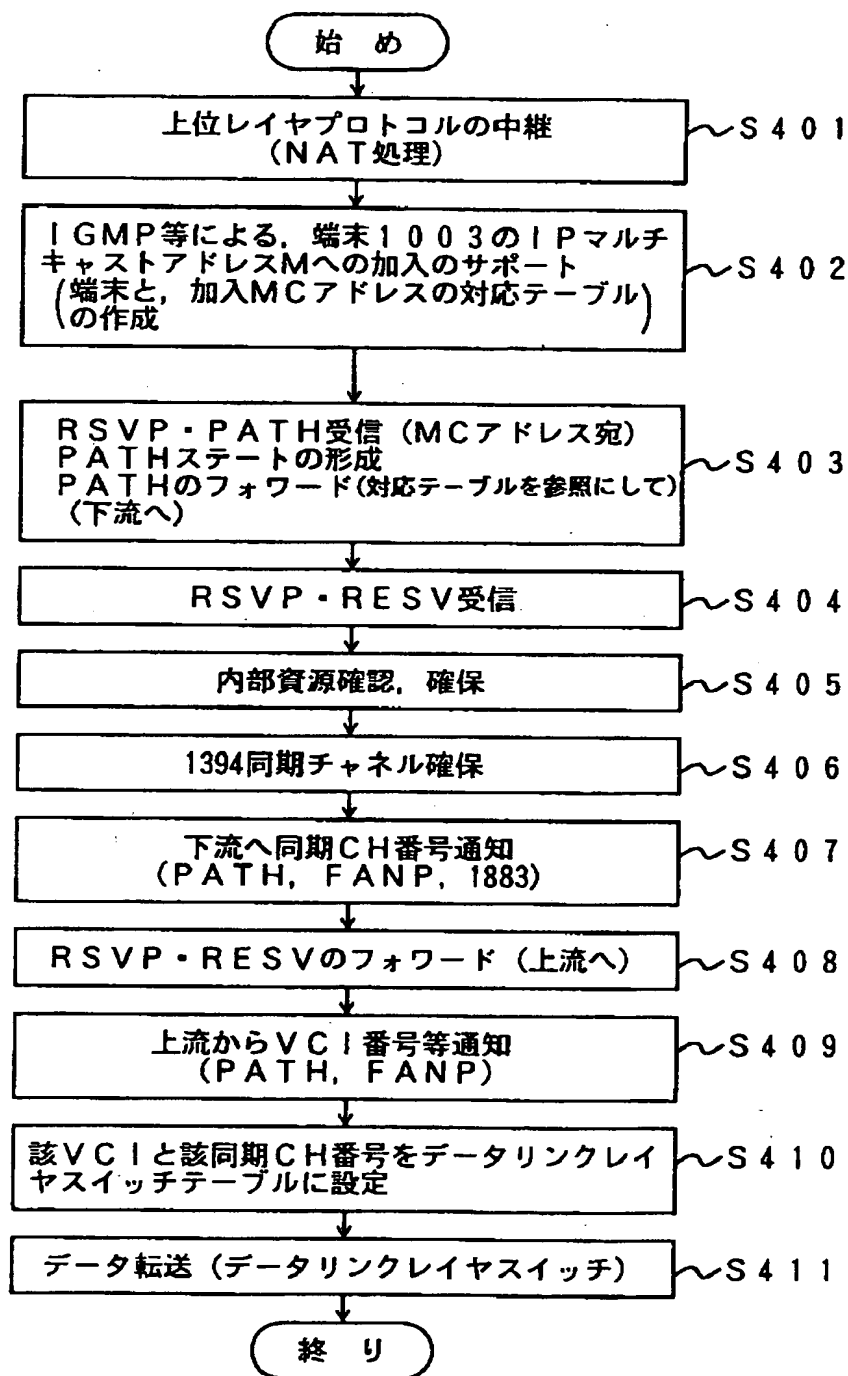 始 め
上位レイヤプロトコルの中継
(NAT処理)
S401
IGMP等による,端末1003のIPマルチ
キャストアドレスMへの加入のサポート
(端末と,加入MCアドレスの対応テーブル
の作成)
S402
RSVP・PATH受信(MCアドレス宛)
PATHステートの形成
PATHのフォワード(対応テーブルを参照にして)
(下流へ)
S403
RSVP・RESV受信
S404
内部資源確認,確保
S405
1394同期チャネル確保
S406
下流へ同期CH番号通知
(PATH,FANP,1883)
S407
RSVP・RESVのフォワード(上流へ)
S408
上流からVCI番号等通知
(PATH,FANP)
S409
該VCIと該同期CH番号をデータリンクレイ
ヤスイッチテーブルに設定
S410
データ転送(データリンクレイヤスイッチ)
S411
終 り